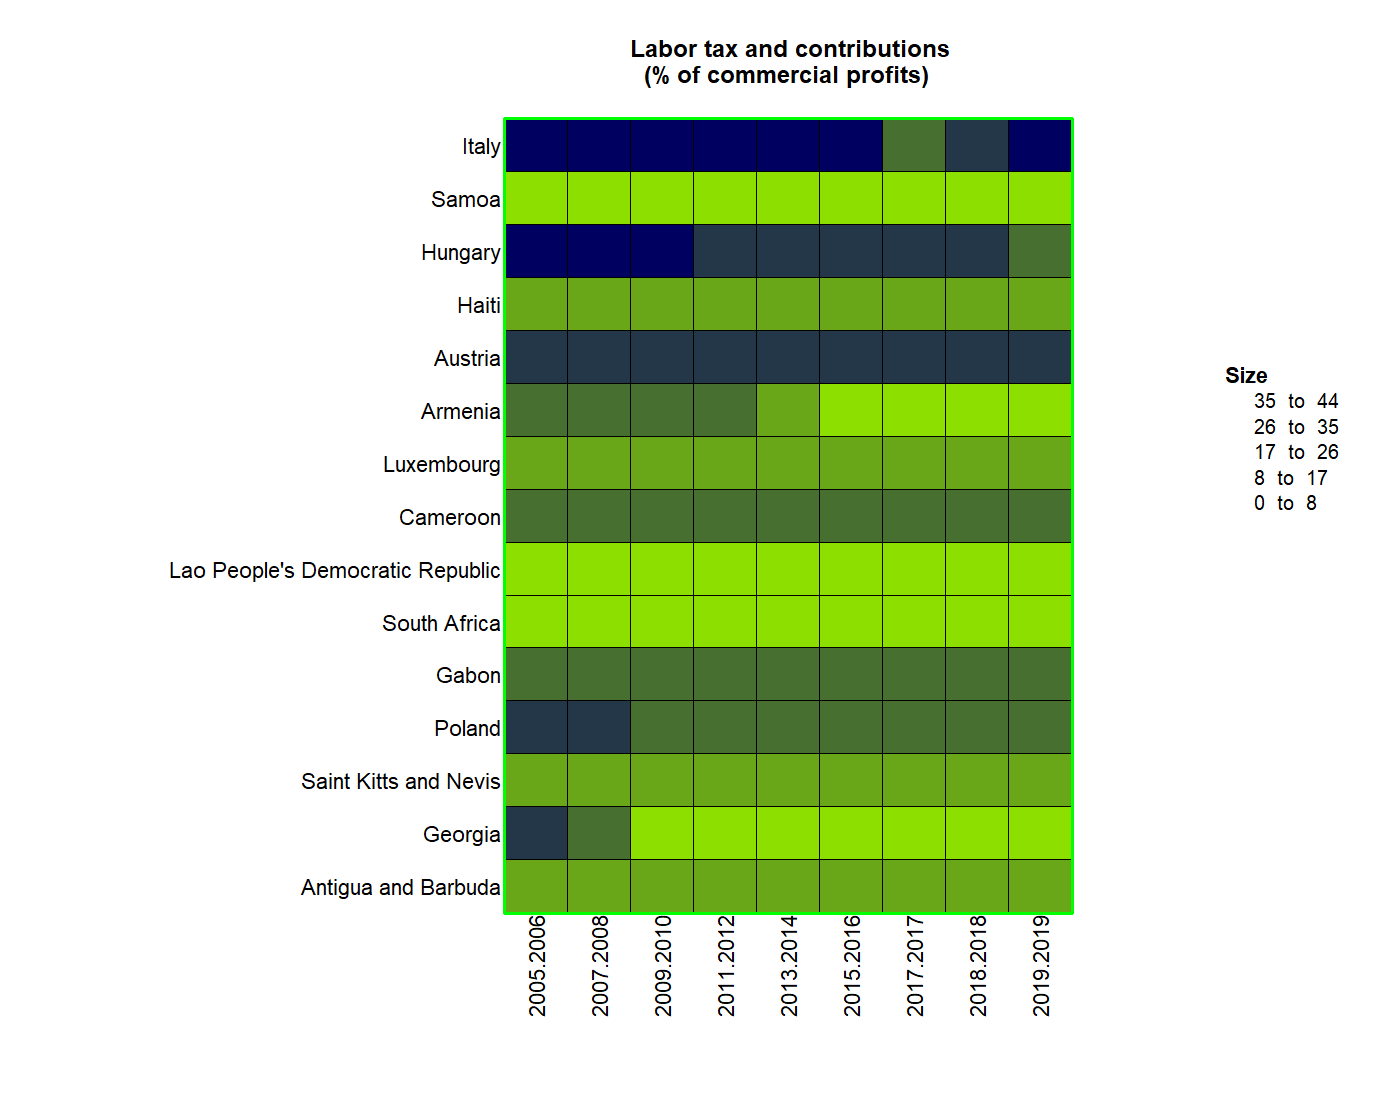 Labor tax and contributions
(% of commercial profits)
Italy
Samoa
Hungary
Haiti
Austria
Armenia
Luxembourg
Cameroon
Lao People's Democratic Republic
South Africa
Gabon
Poland
Saint Kitts and Nevis
Georgia
Antigua and Barbuda
2005.2006
2007.2008
2009.2010
2011.2012
2013.2014
2015.2016
2017.2017
2018.2018
2019.2019
Size
35 to 44
26 to 35
17 to 26
8 to 17
0 to 8